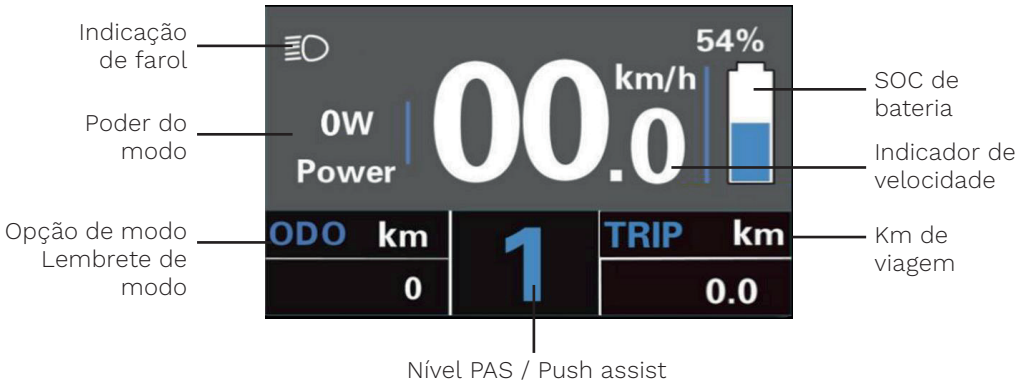 Indicação
de farol
Poder do
modo
Opção de modo
Lembrete de
modo
54%
km/h
00.0
0W
Power
ODO km
0
1
TRIP km
0.0
SOC de
bateria
Indicador de
velocidade
Km de
viagem
Nível PAS / Push assist